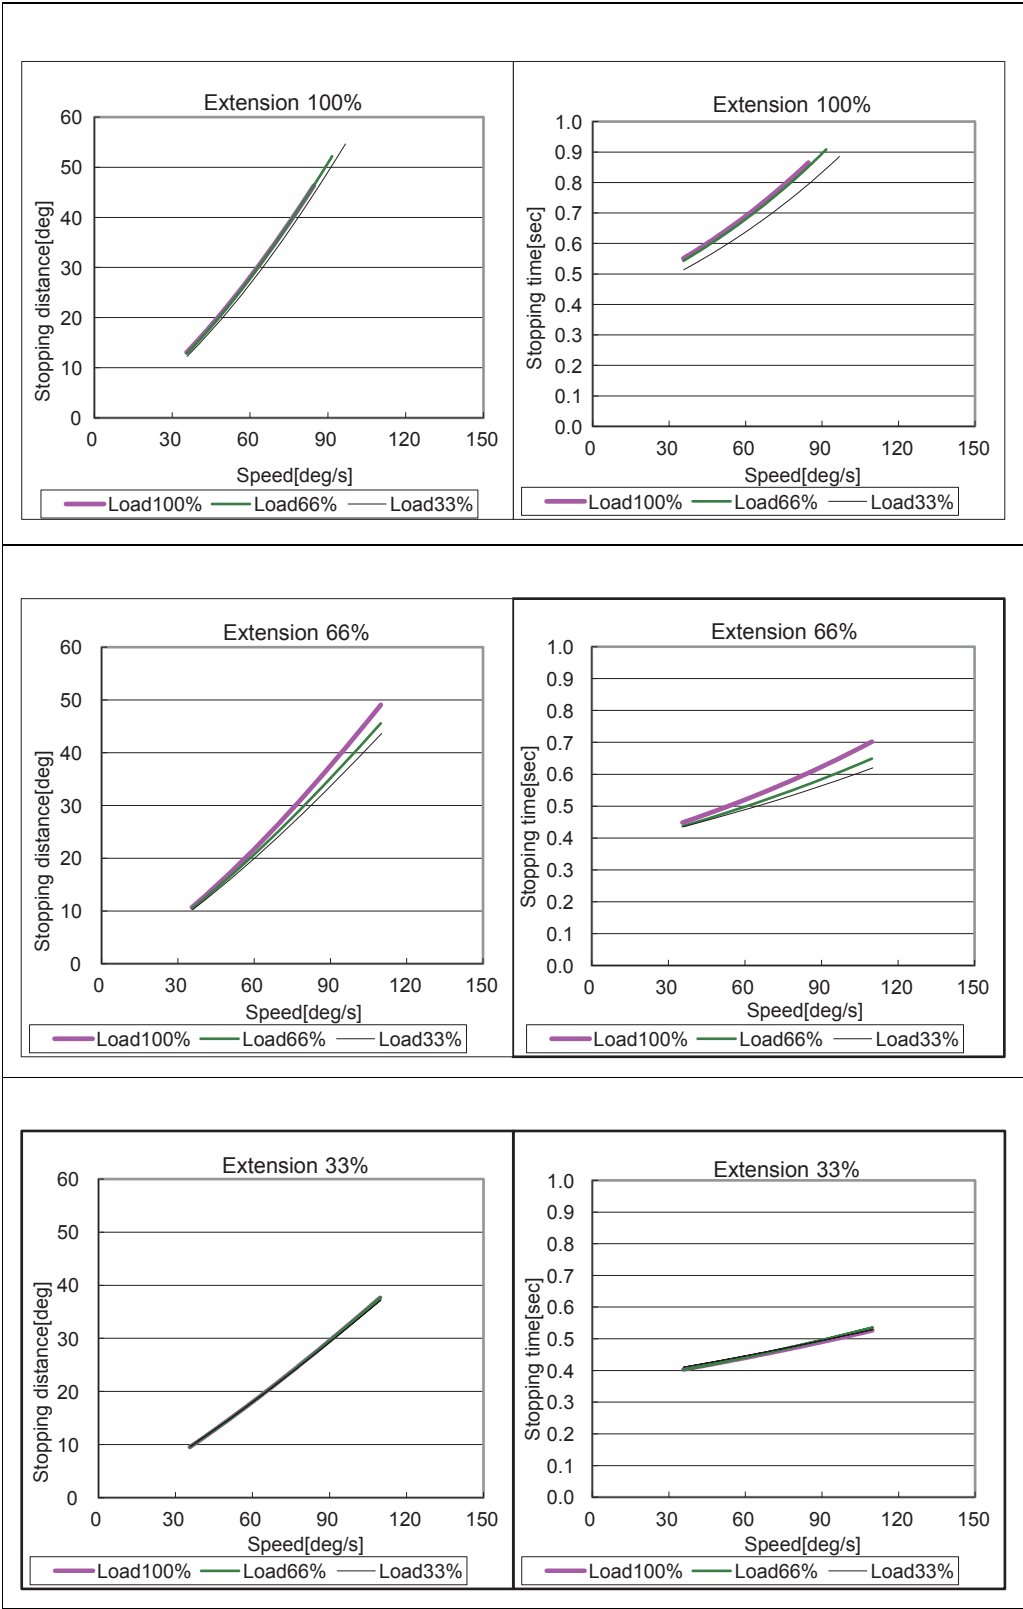 Extension 100%
60
50
40
30
20
10
0
Stopping distance[deg]
0 30 60 90 120 150
Speed[deg/s]
Load100% Load66% Load33%
Extension 100%
1.0
0.9
0.8
0.7
0.6
0.5
0.4
0.3
0.2
0.1
0.0
Stopping time[sec]
0 30 60 90 120 150
Speed[deg/s]
Load100% Load66% Load33%
Extension 66%
60
50
40
30
20
10
0
Stopping distance[deg]
0 30 60 90 120 150
Speed[deg/s]
Load100% Load66% Load33%
Extension 66%
1.0
0.9
0.8
0.7
0.6
0.5
0.4
0.3
0.2
0.1
0.0
Stopping time[sec]
0 30 60 90 120 150
Speed[deg/s]
Load100% Load66% Load33%
Extension 33%
60
50
40
30
20
10
0
Stopping distance[deg]
0 30 60 90 120 150
Speed[deg/s]
Load100% Load66% Load33%
Extension 33%
1.0
0.9
0.8
0.7
0.6
0.5
0.4
0.3
0.2
0.1
0.0
Stopping time[sec]
0 30 60 90 120 150
Speed[deg/s]
Load100% Load66% Load33%